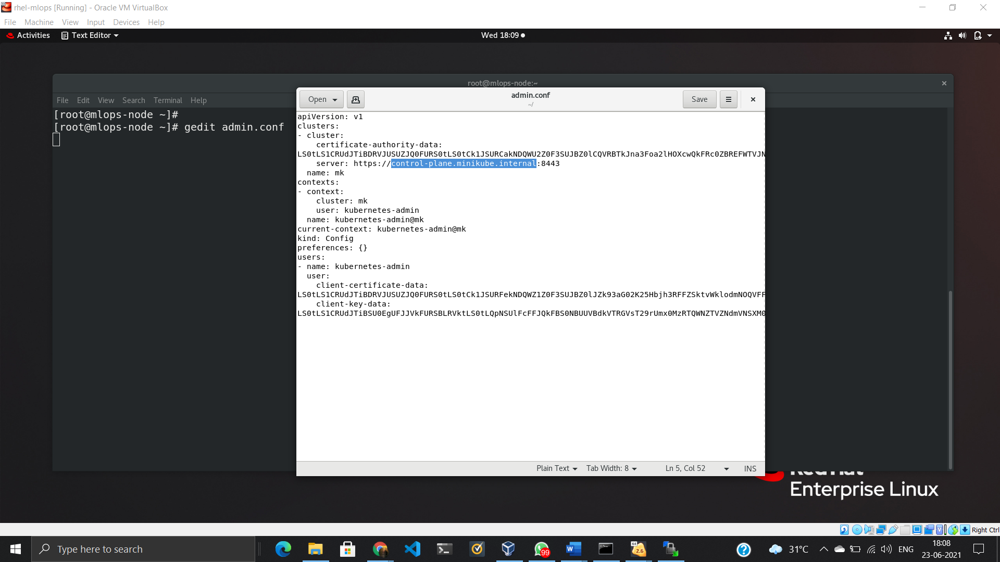 rhel-mlops [Running] - Oracle VM VirtualBox
File Machine View Input Devices Help
Activities Text Editor Wed 18:09
root@mlops-node:~
File Edit View Search Terminal Help
[root@mlops-node ~]#
[root@mlops-node ~]# gedit admin.conf
Open admin.conf Save
~/
apiVersion: v1
clusters:
- cluster:
certificate-authority-data:
LS0tLS1CRUdJTiBDRVJUSUZJQ0FURS0tLS0tCk1JSURCakNDQWU2Z0F3SUJBZ0lCQVRBTkJna3Foa2lHOXcwQkFRc0ZBREFWTVJN
server: https://control-plane.minikube.internal:8443
name: mk
contexts:
- context:
cluster: mk
user: kubernetes-admin
name: kubernetes-admin@mk
current-context: kubernetes-admin@mk
kind: Config
preferences: {}
users:
- name: kubernetes-admin
user:
client-certificate-data:
LS0tLS1CRUdJTiBDRVJUSUZJQ0FURS0tLS0tCk1JSURFekNDQWZ1Z0F3SUJBZ0lJZk93aG02K25Hbjh3RFFZSktvWklodmNOQVFF
client-key-data:
LS0tLS1CRUdJTiBSU0EgUFJJVkFURSBLRVktLS0tLQpNSUlFcFFJQkFBS0NBUUVBdkVTRGVsT29rUmx0MzRTQWNZTVZNdmVNSXM0
Plain Text Tab Width: 8 Ln 5, Col 52 INS
Red Hat
Enterprise Linux
Right Ctrl
Type here to search
99
64
2.6
31°C
ENG
18:08
23-06-2021